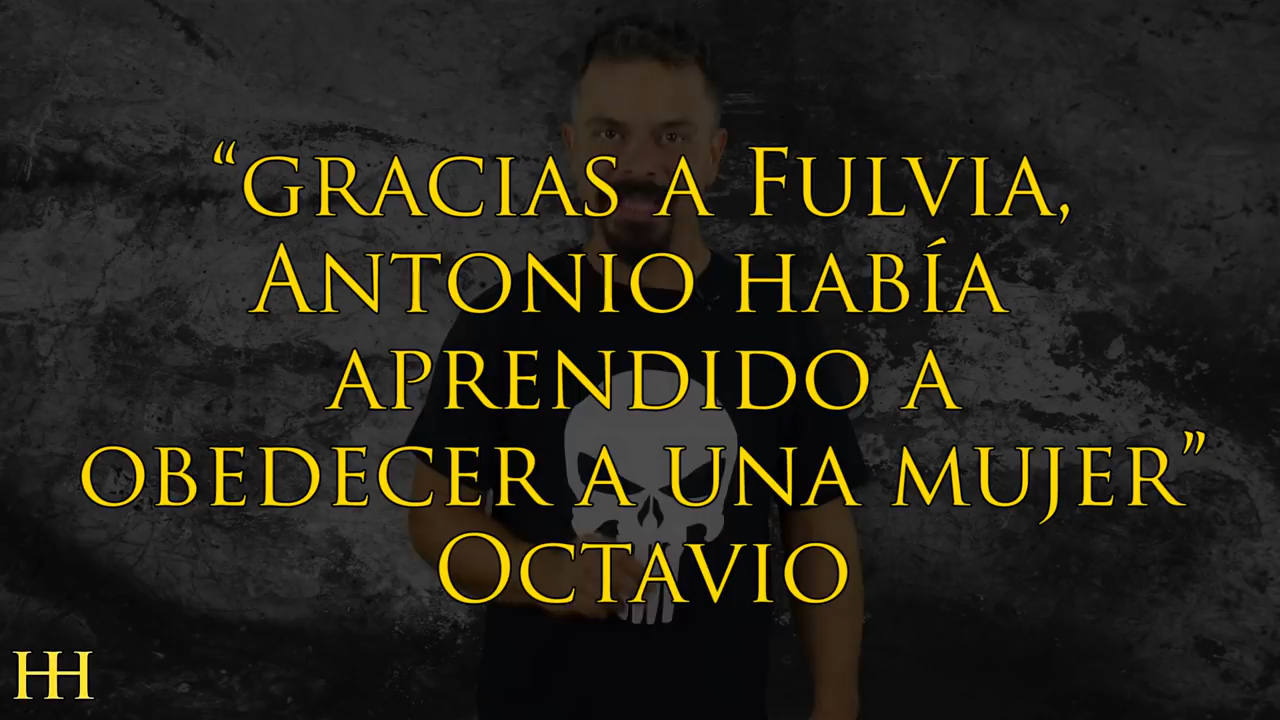 “GRACIAS A FULVIA,
ANTONIO HABÍA
APRENDIDO A
OBEDECER A UNA MUJER”
OCTAVIO
HH